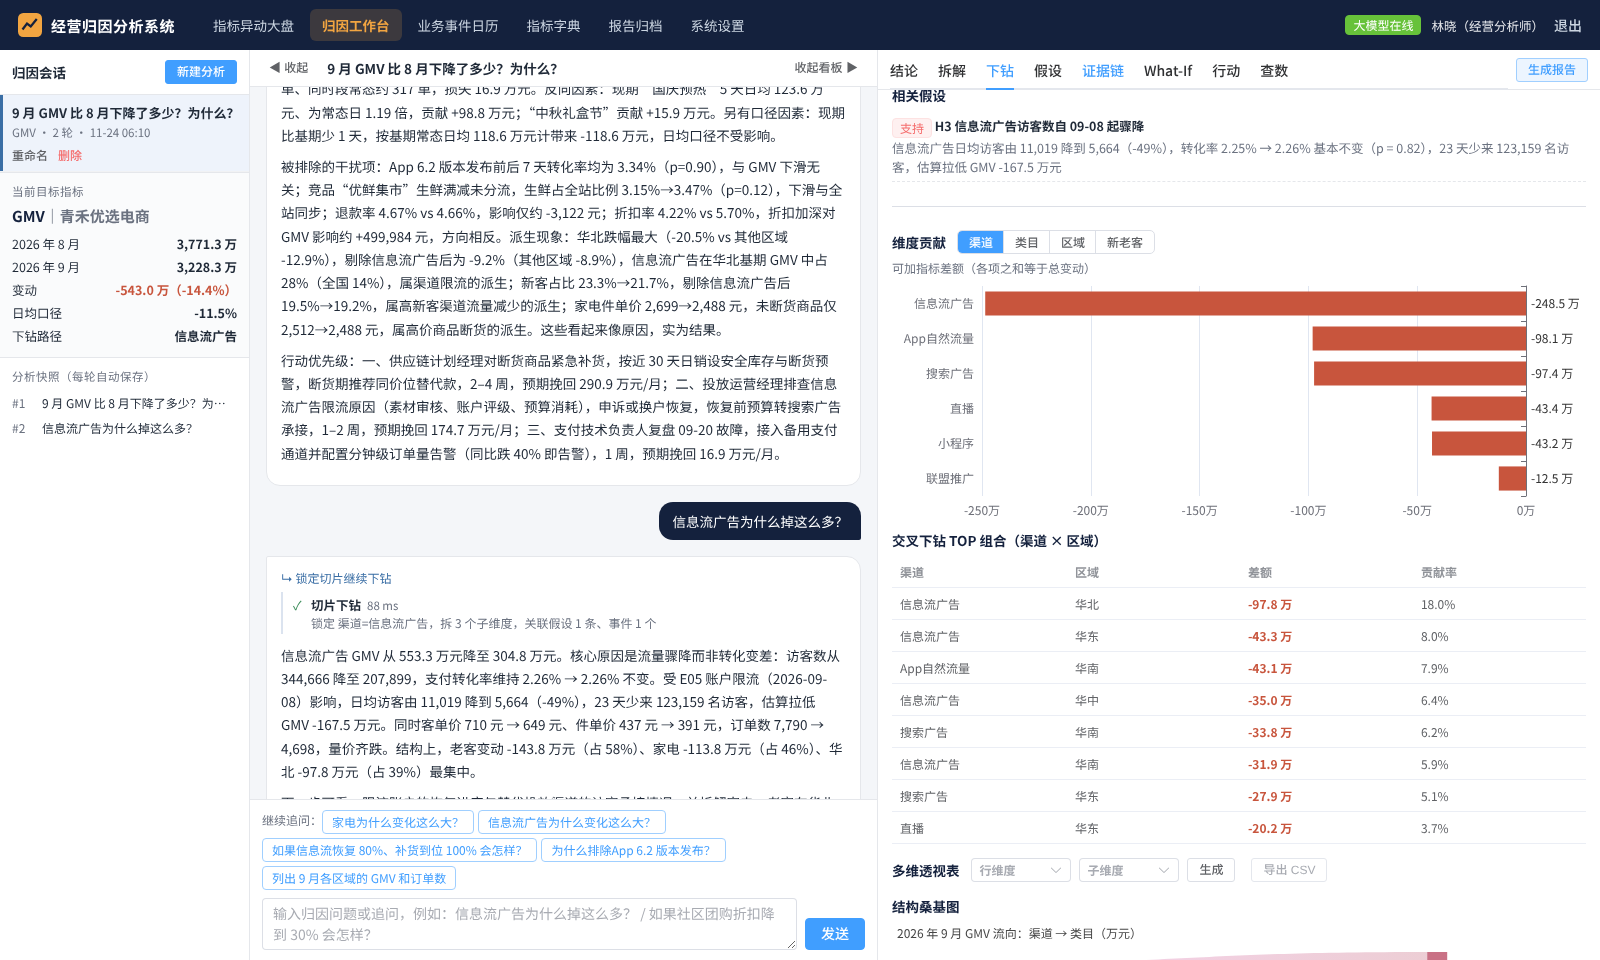 经营归因分析系统
指标异动大盘
归因工作台
业务事件日历
指标字典
报告归档
系统设置
大模型在线
林晓（经营分析师）
退出
归因会话
新建分析
9 月 GMV 比 8 月下降了多少？为什么？
GMV • 2 轮 • 11-24 06:10
重命名 删除
当前目标指标
GMV｜青禾优选电商
2026 年 8 月 3,771.3 万
2026 年 9 月 3,228.3 万
变动 -543.0 万（-14.4%）
日均口径 -11.5%
下钻路径 信息流广告
分析快照（每轮自动保存）
#1 9 月 GMV 比 8 月下降了多少？为…
#2 信息流广告为什么掉这么多？
◀ 收起
9 月 GMV 比 8 月下降了多少？为什么？
收起看板 ▶
单、同时段常态约 317 单，损失 16.9 万元。反向因素：现期“国庆预热”5 天日均 123.6 万
元、为常态日 1.19 倍，贡献 +98.8 万元；“中秋礼盒节”贡献 +15.9 万元。另有口径因素：现期
比基期少 1 天，按基期常态日均 118.6 万元计带来 -118.6 万元，日均口径不受影响。
被排除的干扰项：App 6.2 版本发布前后 7 天转化率均为 3.34%（p=0.90），与 GMV 下滑无
关；竞品“优鲜集市”生鲜满减未分流，生鲜占全站比例 3.15%→3.47%（p=0.12），下滑与全
站同步；退款率 4.67% vs 4.66%，影响仅约 -3,122 元；折扣率 4.22% vs 5.70%，折扣加深对
GMV 影响约 +499,984 元，方向相反。派生现象：华北跌幅最大（-20.5% vs 其他区域
-12.9%），剔除信息流广告后为 -9.2%（其他区域 -8.9%），信息流广告在华北基期 GMV 中占
28%（全国 14%），属渠道限流的派生；新客占比 23.3%→21.7%，剔除信息流广告后
19.5%→19.2%，属高新客渠道流量减少的派生；家电件单价 2,699→2,488 元，未断货商品仅
2,512→2,488 元，属高价商品断货的派生。这些看起来像原因，实为结果。
行动优先级：一、供应链计划经理对断货商品紧急补货，按近 30 天日销设安全库存与断货预
警，断货期推荐同价位替代款，2–4 周，预期挽回 290.9 万元/月；二、投放运营经理排查信息
流广告限流原因（素材审核、账户评级、预算消耗），申诉或换户恢复，恢复前预算转搜索广告
承接，1–2 周，预期挽回 174.7 万元/月；三、支付技术负责人复盘 09-20 故障，接入备用支付
通道并配置分钟级订单量告警（同比跌 40% 即告警），1 周，预期挽回 16.9 万元/月。
信息流广告为什么掉这么多？
↳ 锁定切片继续下钻
✓ 切片下钻 88 ms
锁定 渠道=信息流广告，拆 3 个子维度，关联假设 1 条、事件 1 个
信息流广告 GMV 从 553.3 万元降至 304.8 万元。核心原因是流量骤降而非转化变差：访客数从
344,666 降至 207,899，支付转化率维持 2.26% → 2.26% 不变。受 E05 账户限流（2026-09-
08）影响，日均访客由 11,019 降到 5,664（-49%），23 天少来 123,159 名访客，估算拉低
GMV -167.5 万元。同时客单价 710 元 → 649 元、件单价 437 元 → 391 元，订单数 7,790 →
4,698，量价齐跌。结构上，老客变动 -143.8 万元（占 58%）、家电 -113.8 万元（占 46%）、华
北 -97.8 万元（占 39%）最集中。
继续追问：
家电为什么变化这么大？
信息流广告为什么变化这么大？
如果信息流恢复 80%、补货到位 100% 会怎样？
为什么排除App 6.2 版本发布？
列出 9 月各区域的 GMV 和订单数
输入归因问题或追问，例如：信息流广告为什么掉这么多？ / 如果社区团购折扣降
到 30% 会怎样？
发送
结论
拆解
下钻
假设
证据链
What-If
行动
查数
生成报告
相关假设
支持 H3 信息流广告访客数自 09-08 起骤降
信息流广告日均访客由 11,019 降到 5,664（-49%），转化率 2.25% → 2.26% 基本不变（p = 0.82），23 天少来 123,159 名访
客，估算拉低 GMV -167.5 万元
维度贡献
渠道
类目
区域
新老客
可加指标差额（各项之和等于总变动）
信息流广告 -248.5 万
App自然流量 -98.1 万
搜索广告 -97.4 万
直播 -43.4 万
小程序 -43.2 万
联盟推广 -12.5 万
-250万 -200万 -150万 -100万 -50万 0万
交叉下钻 TOP 组合（渠道 × 区域）
渠道 区域 差额 贡献率
信息流广告 华北 -97.8 万 18.0%
信息流广告 华东 -43.3 万 8.0%
App自然流量 华南 -43.1 万 7.9%
信息流广告 华中 -35.0 万 6.4%
搜索广告 华南 -33.8 万 6.2%
信息流广告 华南 -31.9 万 5.9%
搜索广告 华东 -27.9 万 5.1%
直播 华东 -20.2 万 3.7%
多维透视表
行维度
子维度
生成
导出 CSV
结构桑基图
2026 年 9 月 GMV 流向：渠道 → 类目（万元）